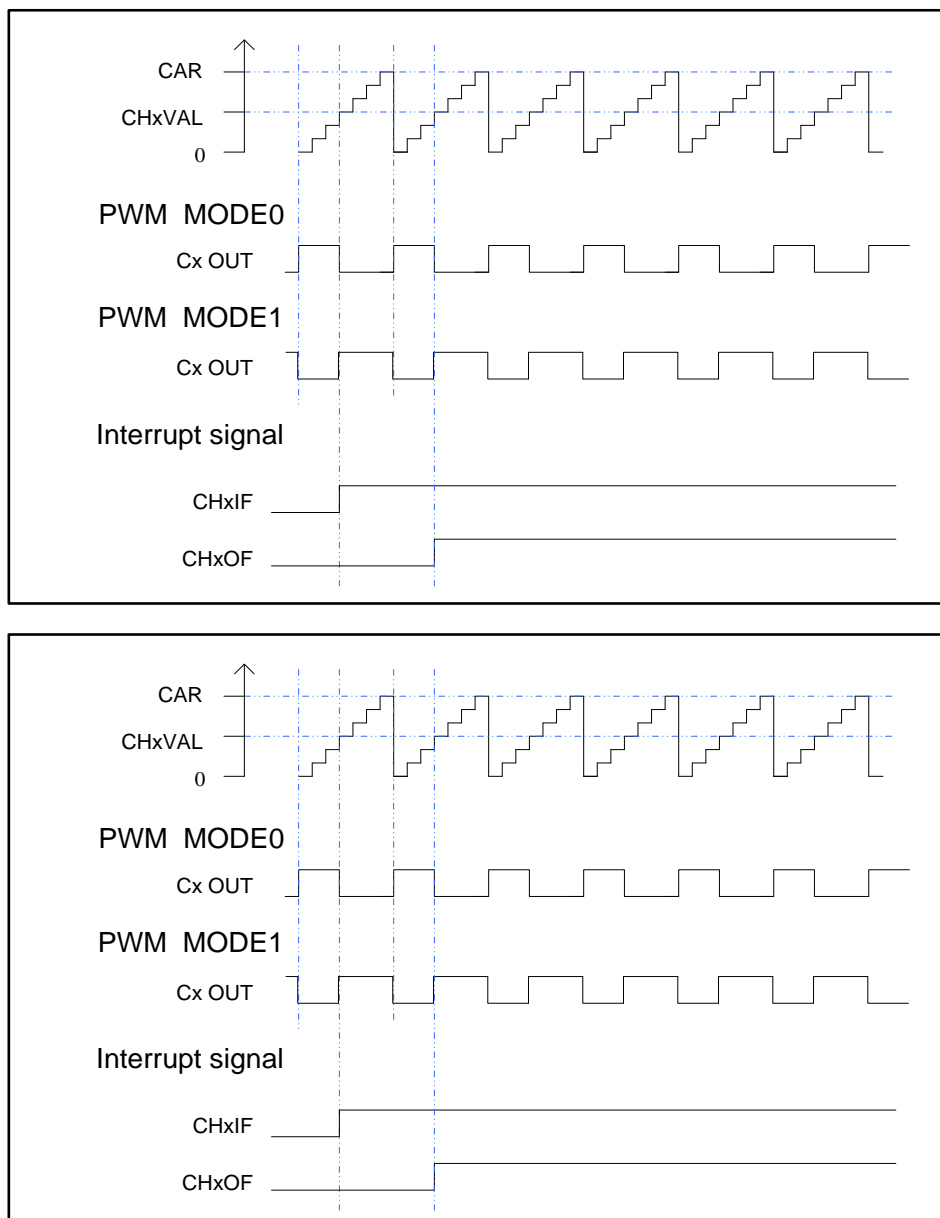 CAR
CHxVAL
0
PWM MODE0
Cx OUT
PWM MODE1
Cx OUT
Interrupt signal
CHxIF
CHxOF
CAR
CHxVAL
0
PWM MODE0
Cx OUT
PWM MODE1
Cx OUT
Interrupt signal
CHxIF
CHxOF